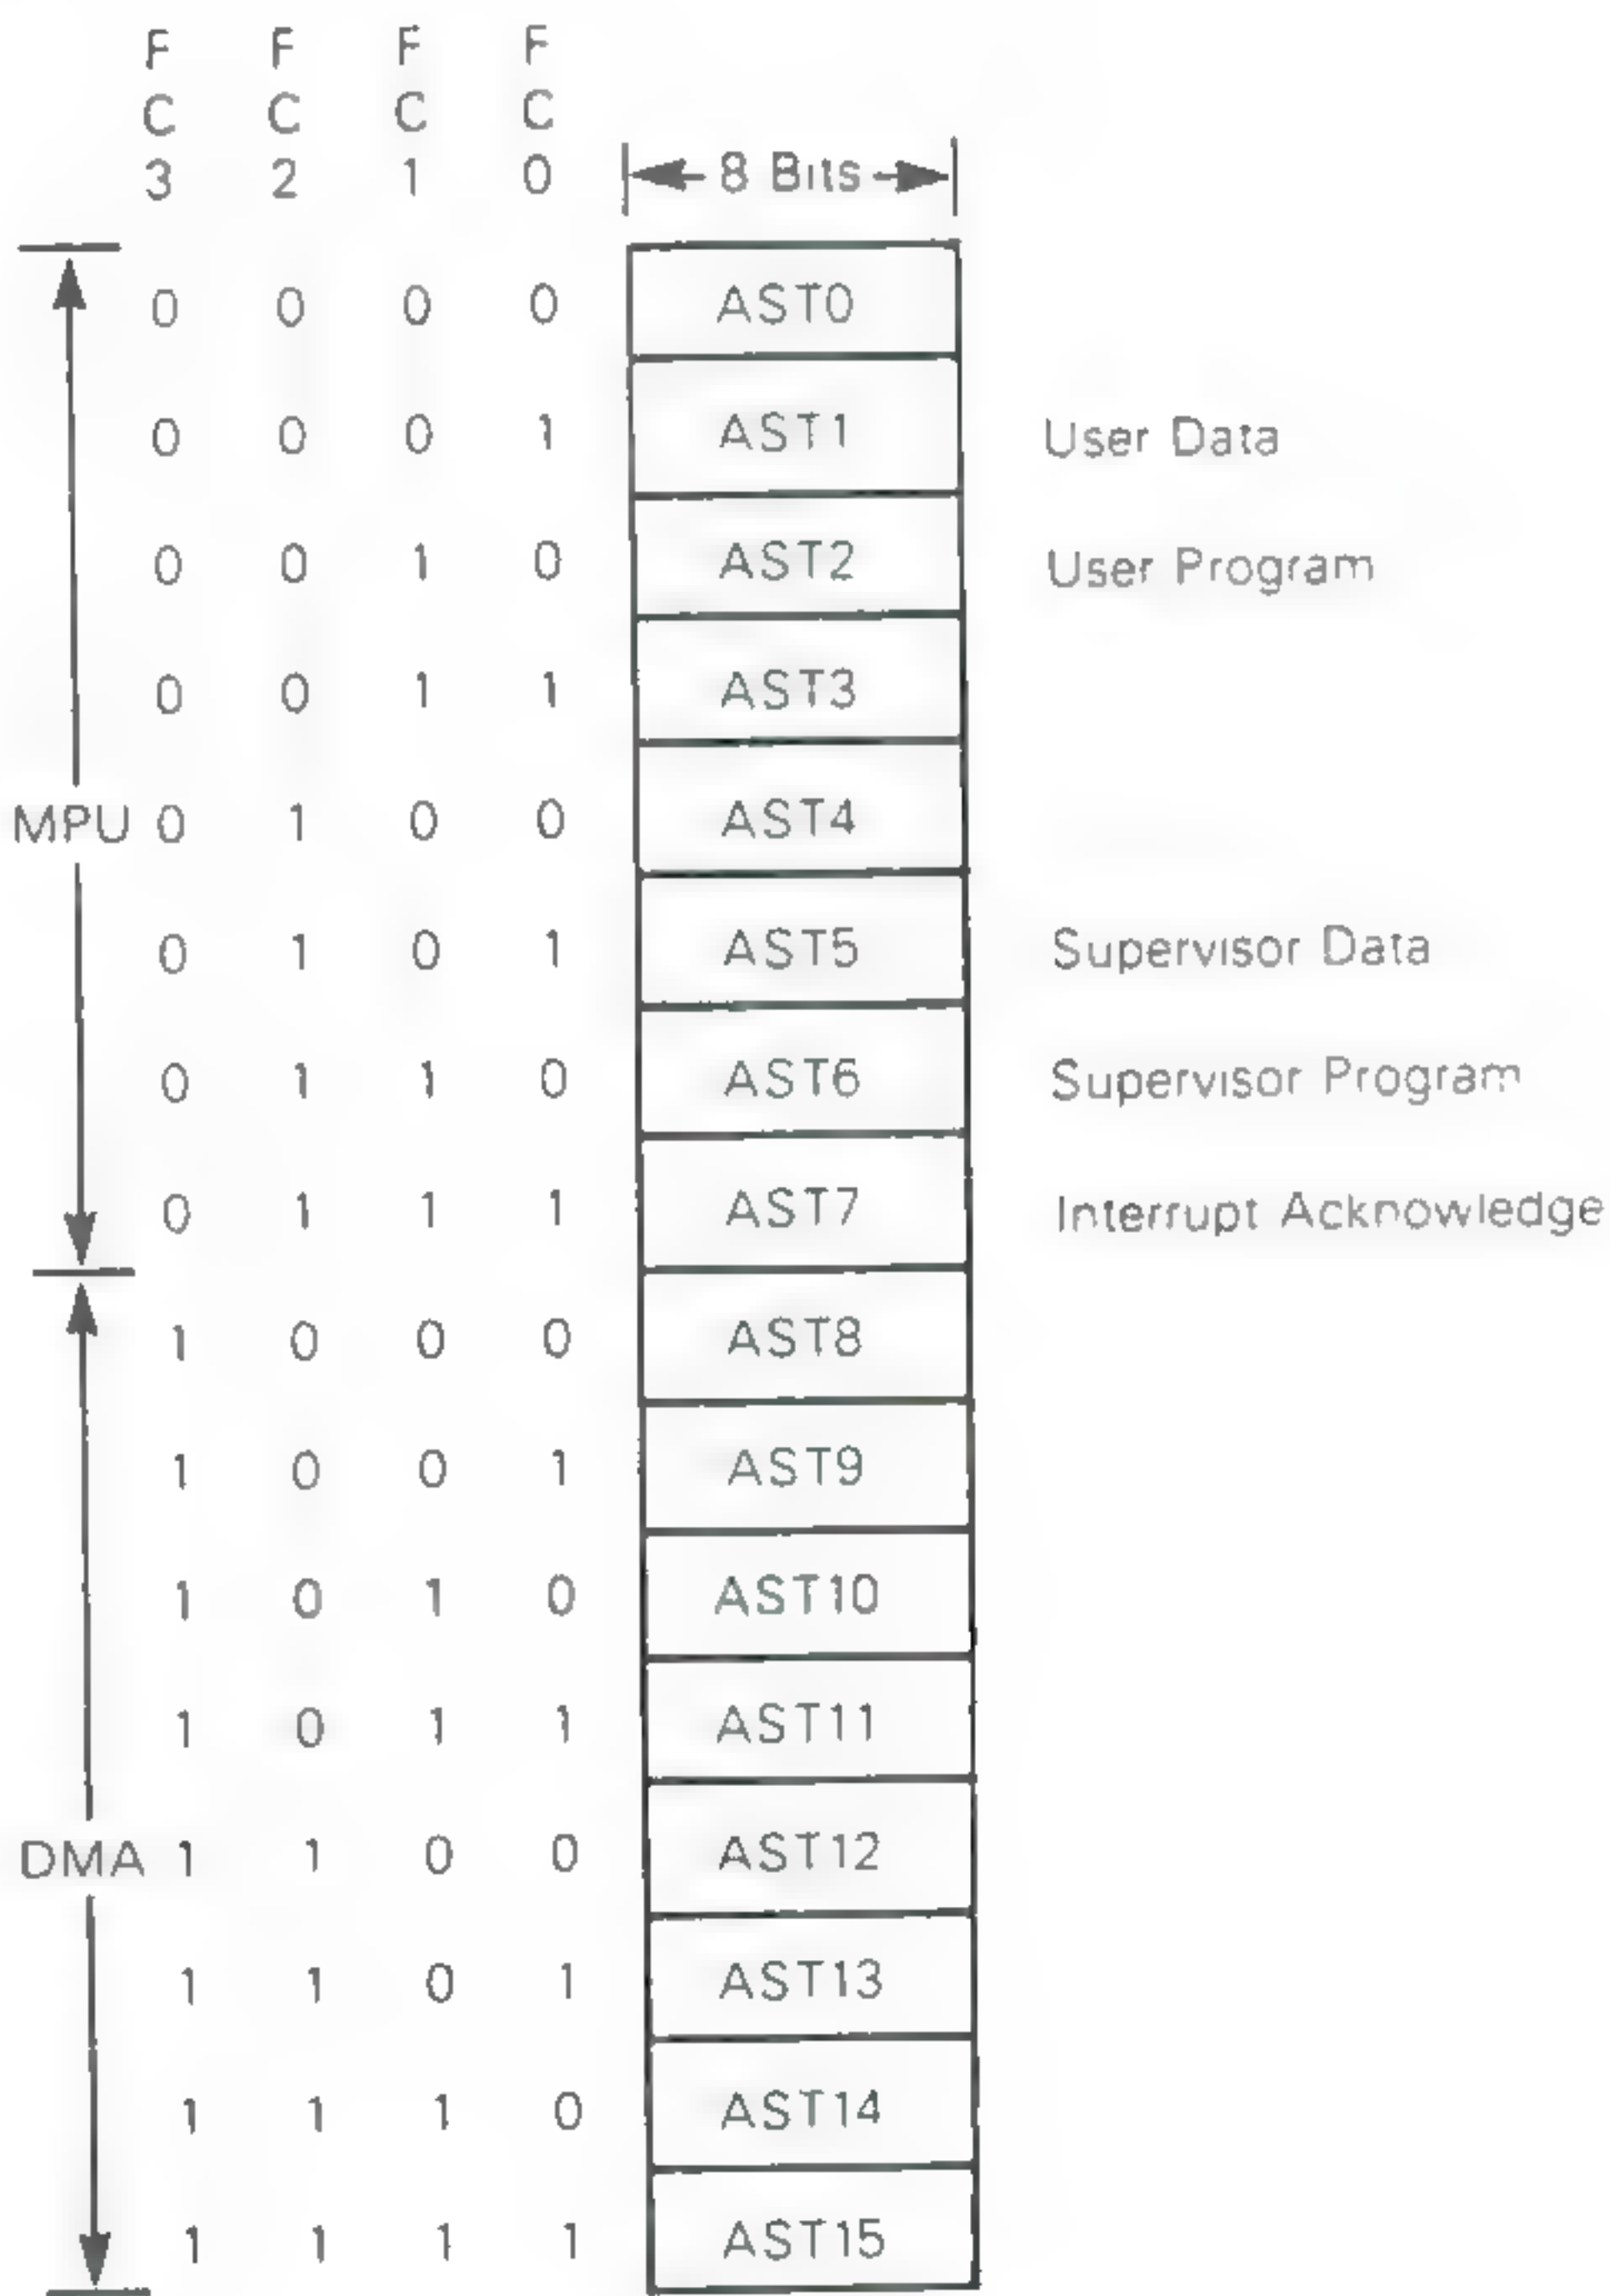 F F F F
C C C C
3 2 1 0 8 Bits
0 0 0 0 AST0
0 0 0 1 AST1 User Data
0 0 1 0 AST2 User Program
0 0 1 1 AST3
MPU 0 1 0 0 AST4
0 1 0 1 AST5 Supervisor Data
0 1 1 0 AST6 Supervisor Program
0 1 1 1 AST7 Interrupt Acknowledge
1 0 0 0 AST8
1 0 0 1 AST9
1 0 1 0 AST10
1 0 1 1 AST11
DMA 1 1 0 0 AST12
1 1 0 1 AST13
1 1 1 0 AST14
1 1 1 1 AST15